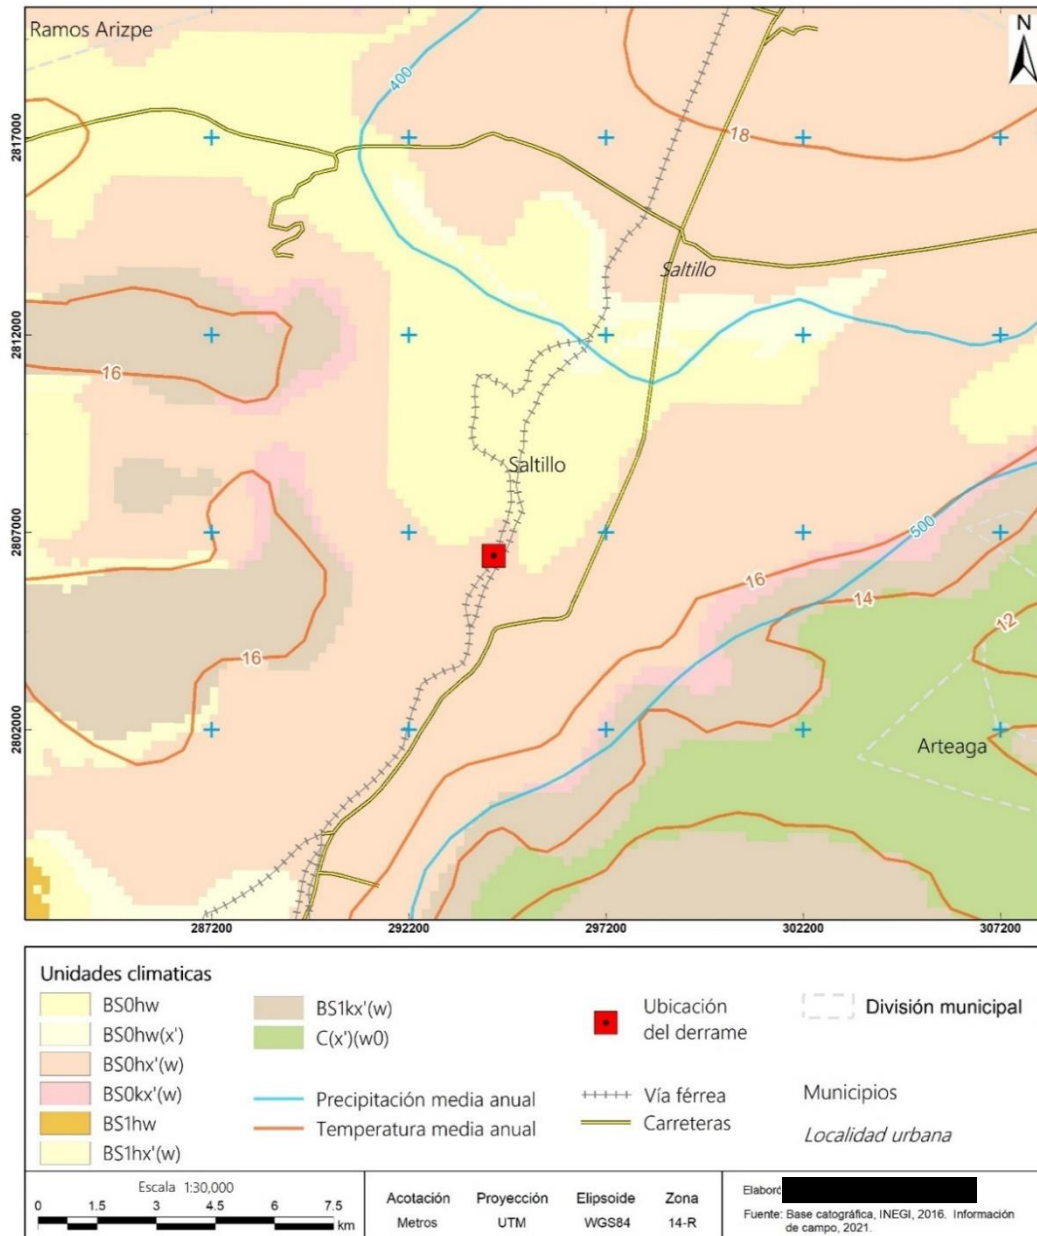 Ramos Arizpe
N
400
2817000
18
Saltillo
2812000
16
Saltillo
500
2807000
16
14
12
16
2802000
Arteaga
287200
292200
297200
302200
307200
Unidades climaticas
BS0hw
BS0hw(x')
BS0hx'(w)
BS0kx'(w)
BS1hw
BS1hx'(w)
BS1kx'(w)
C(x')(w0)
Precipitación media anual
Temperatura media anual
Ubicación
del derrame
Vía férrea
Carreteras
División municipal
Municipios
Localidad urbana
Escala 1:30,000
0 1.5 3 4.5 6 7.5
km
Acotación Proyección Elipsoide Zona
Metros UTM WGS84 14-R
Elaboró
Fuente: Base catográfica, INEGI, 2016. Información
de campo, 2021.